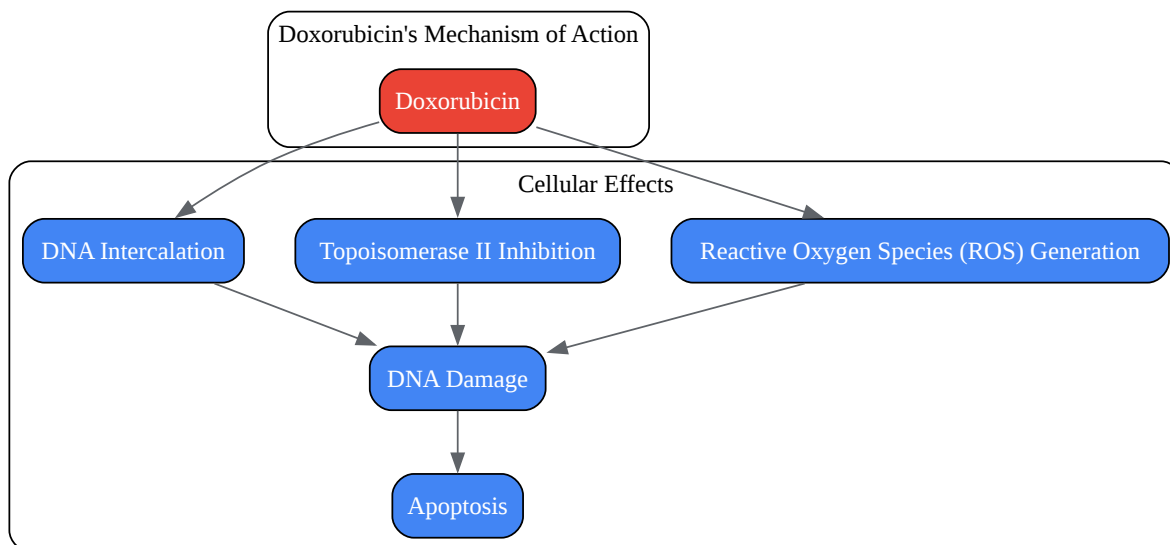 Doxorubicin's Mechanism of Action
Doxorubicin
Cellular Effects
DNA Intercalation
Topoisomerase II Inhibition
Reactive Oxygen Species (ROS) Generation
DNA Damage
Apoptosis